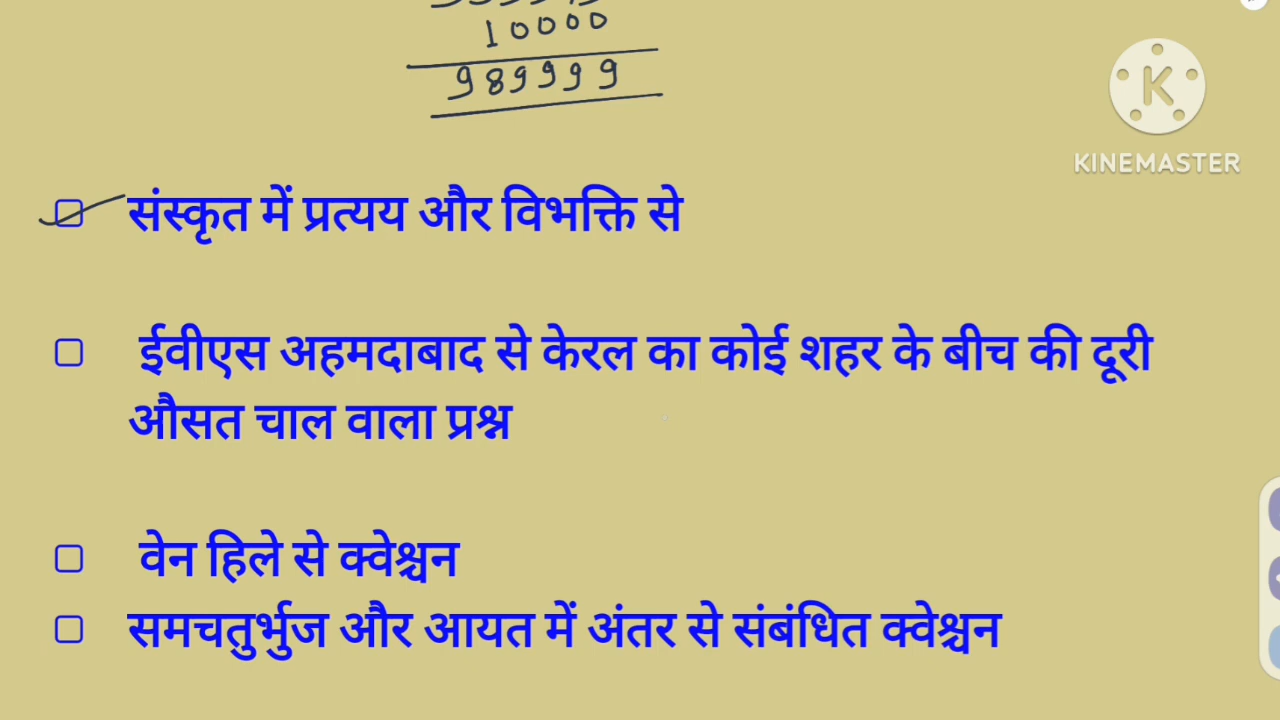 10000
989999
K
KINEMASTER
संस्कृत में प्रत्यय और विभक्ति से
ईवीएस अहमदाबाद से केरल का कोई शहर के बीच की दूरी
औसत चाल वाला प्रश्न
वेन हिले से क्वेश्चन
समचतुर्भुज और आयत में अंतर से संबंधित क्वेश्चन